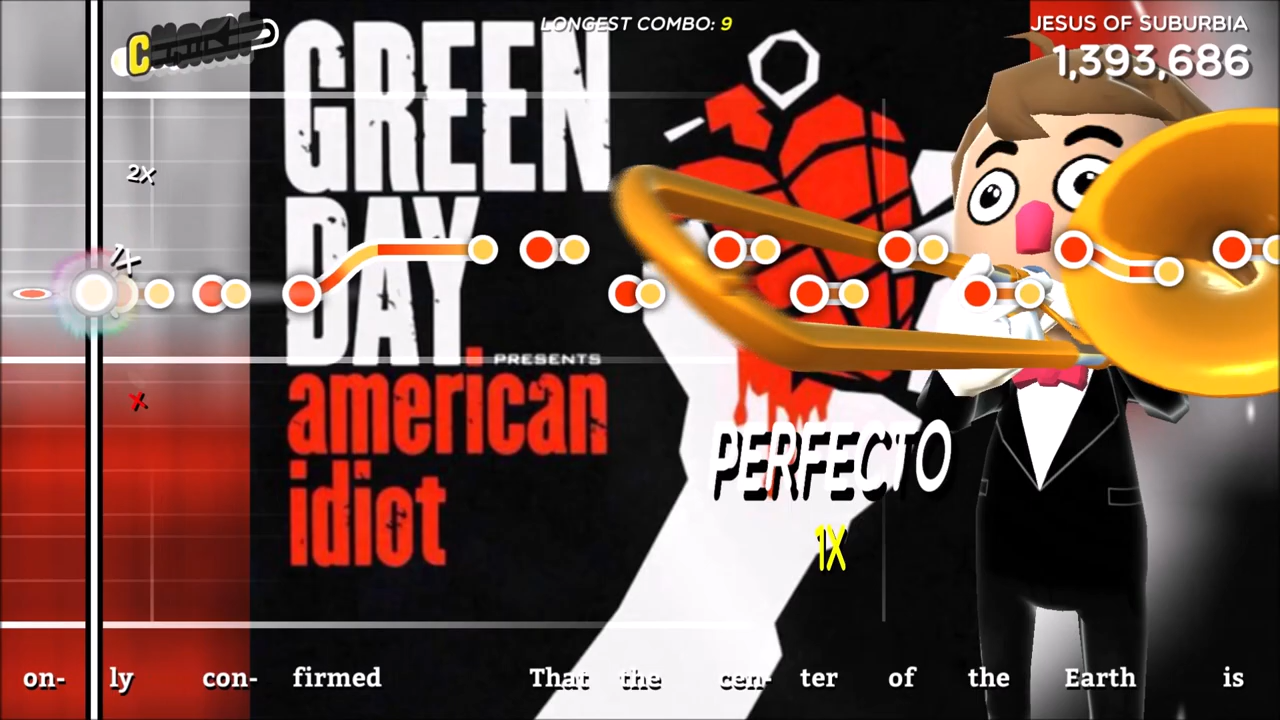 C
LONGEST COMBO: 9
JESUS OF SUBURBIA
1,393,686
GREEN
DAY
PRESENTS
american
idiot
2X
1X
X
PERFECTO
1X
on- ly con- firmed That the cen- ter of the Earth is